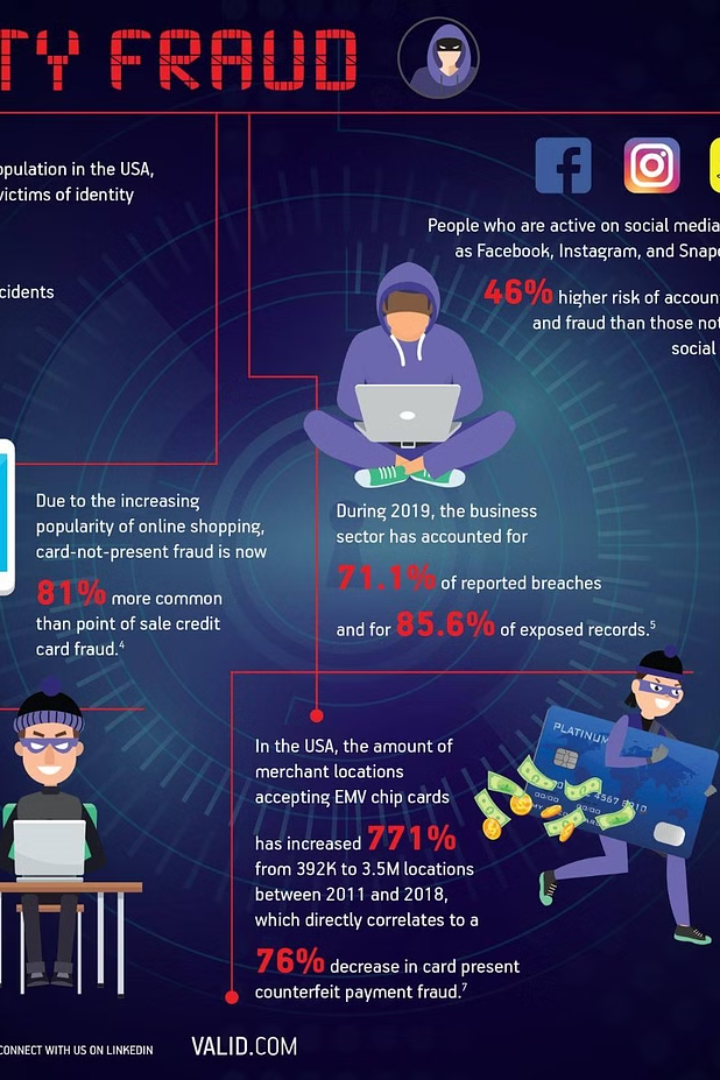 TY FRAUD
opulation in the USA,
victims of identity
cidents
People who are active on social media
as Facebook, Instagram, and Snap
46% higher risk of accoun
and fraud than those not
social
Due to the increasing
popularity of online shopping,
card-not-present fraud is now
81% more common
than point of sale credit
card fraud.4
During 2019, the business
sector has accounted for
71.1% of reported breaches
and for 85.6% of exposed records.5
In the USA, the amount of
merchant locations
accepting EMV chip cards
has increased 771%
from 392K to 3.5M locations
between 2011 and 2018,
which directly correlates to a
76% decrease in card present
counterfeit payment fraud.7
PLATINUM
4567 8910
CONNECT WITH US ON LINKEDIN
VALID.COM